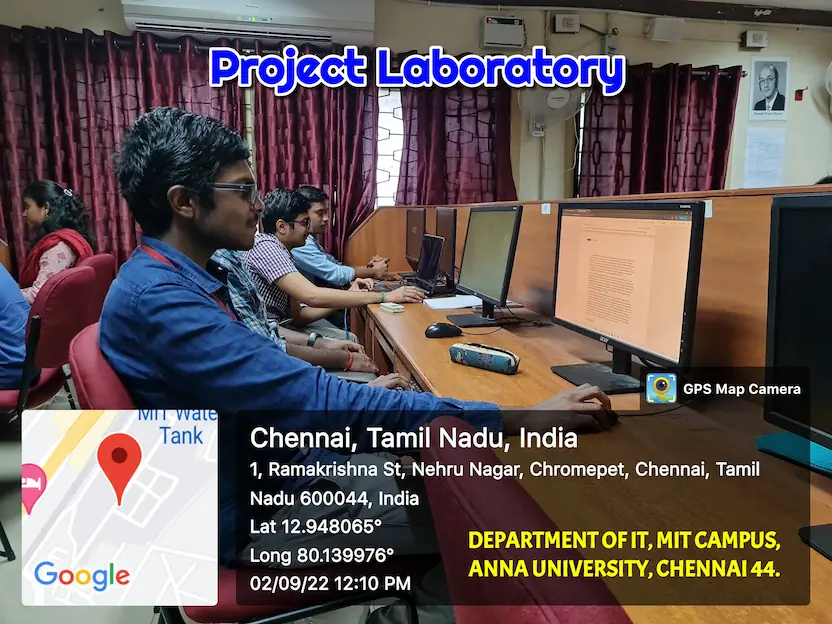 Project Laboratory
acer
GPS Map Camera
MIT Wate
Tank
Google
Chennai, Tamil Nadu, India
1, Ramakrishna St, Nehru Nagar, Chromepet, Chennai, Tamil
Nadu 600044, India
Lat 12.948065°
Long 80.139976°
02/09/22 12:10 PM
DEPARTMENT OF IT, MIT CAMPUS,
ANNA UNIVERSITY, CHENNAI 44.